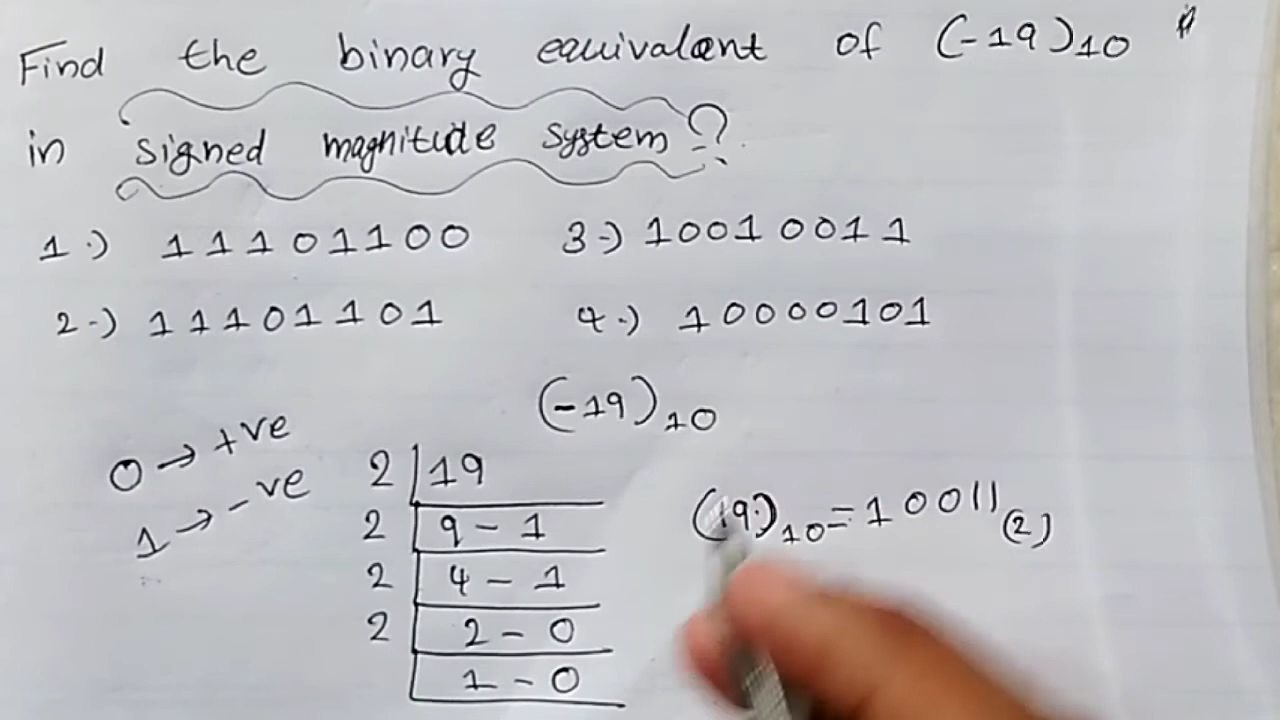 Find the binary equivalent of (-19)10
in signed magnitude system?
1.) 11101100
3.) 10010011
2.) 11101101
4.) 10000101
(-19)10
0 → +ve
1 → -ve
2 | 19
2 | 9 - 1
2 | 4 - 1
2 | 2 - 0
1 - 0
(19)10 = 10011(2)